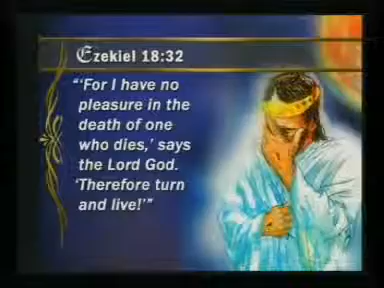 Ezekiel 18:32
“‘For I have no
pleasure in the
death of one
who dies,’ says
the Lord God.
‘Therefore turn
and live!’”